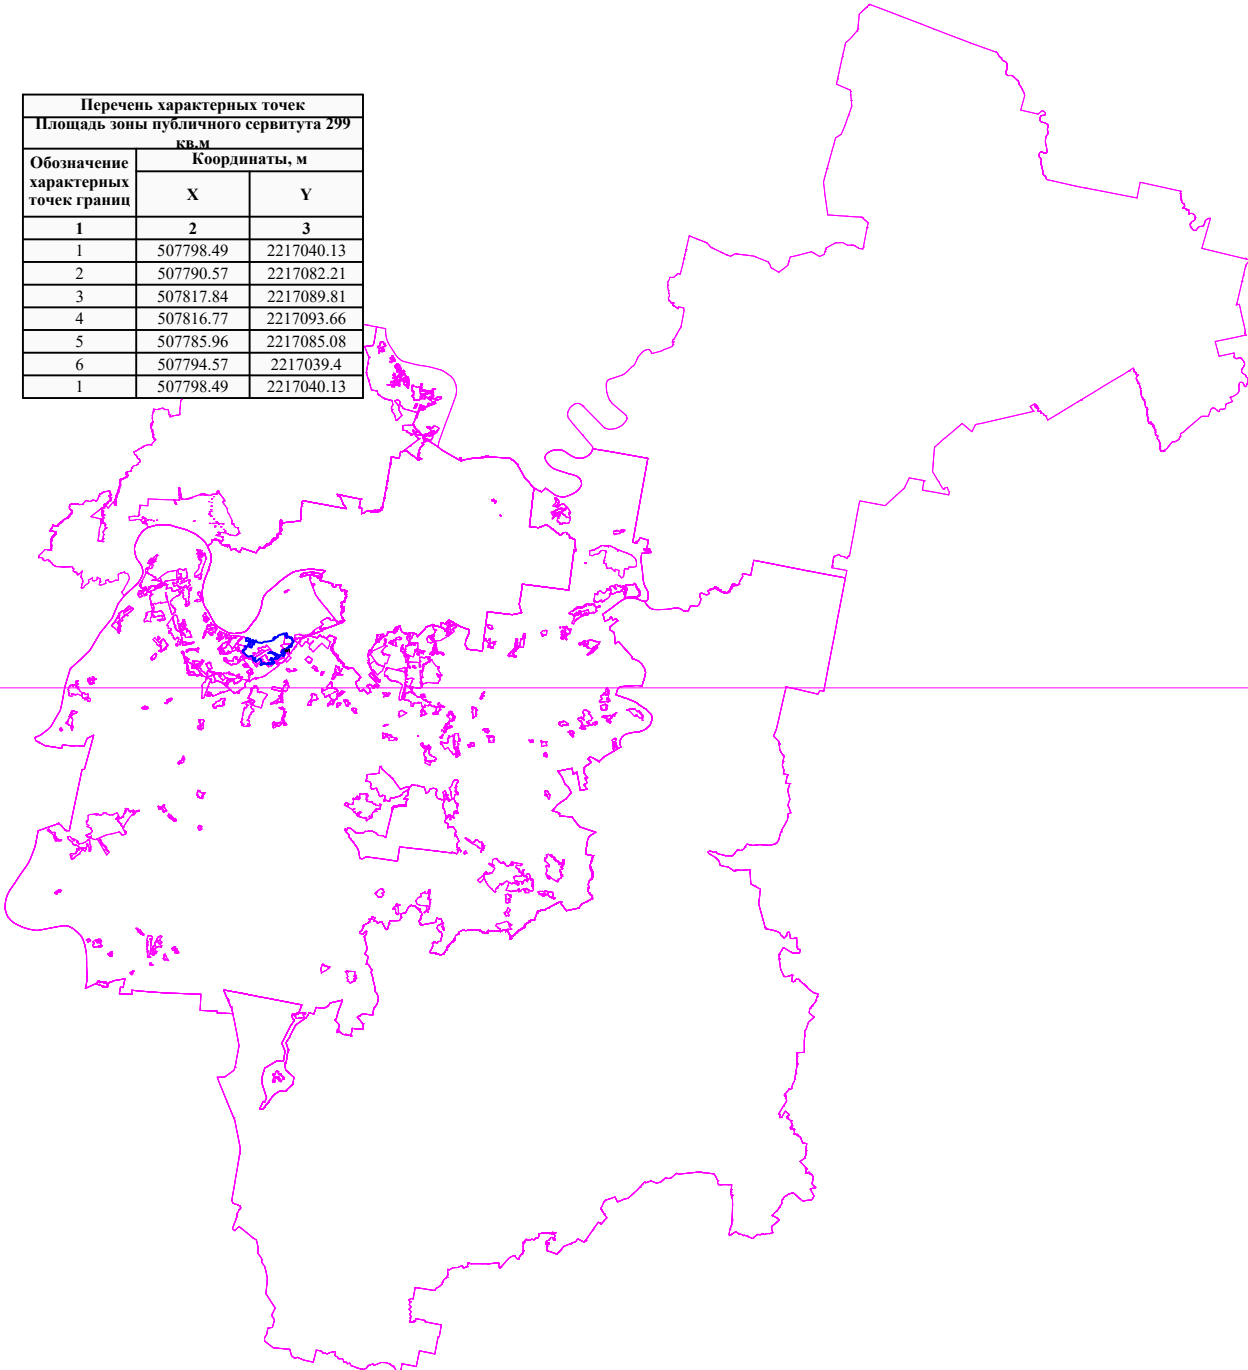 Перечень характерных точек
Площадь зоны публичного сервитута 299
кв.м
Обозначение
характерных
точек границ
Координаты, м
X Y
1 2 3
1 507798.49 2217040.13
2 507790.57 2217082.21
3 507817.84 2217089.81
4 507816.77 2217093.66
5 507785.96 2217085.08
6 507794.57 2217039.4
1 507798.49 2217040.13